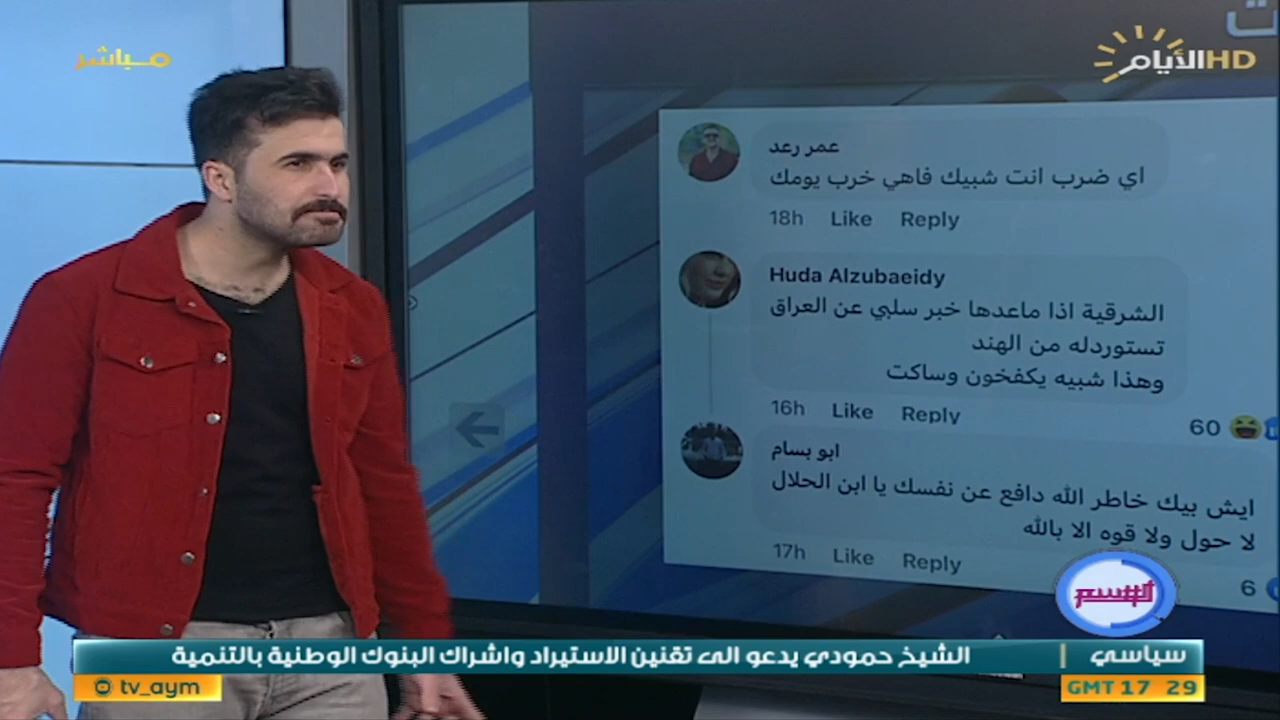 مباشر
الأيام HD
عمر رعد
اي ضرب انت شبيك فاهي خرب يومك
18h Like Reply
Huda Alzubaeidy
الشرقية اذا ماعدها خبر سلبي عن العراق
تستوردله من الهند
وهذا شبيه يكفخون وساكت
16h Like Reply
60
ابو بسام
ايش بيك خاطر الله دافع عن نفسك يا ابن الحلال
لا حول ولا قوه الا بالله
17h Like Reply
6
سياسي | الشيخ حمودي يدعو الى تقنين الاستيراد واشراك البنوك الوطنية بالتنمية
tv_aym
GMT 17 29